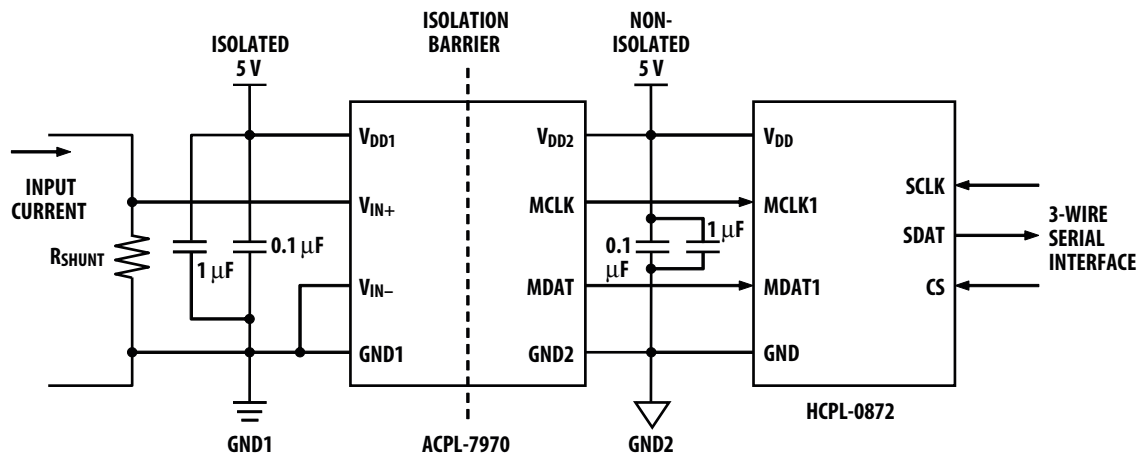 ISOLATION
BARRIER
ISOLATED
5 V
NON-
ISOLATED
5 V
INPUT
CURRENT
RSHUNT
1 μF
0.1 μF
VDD1
VIN+
VIN–
GND1
VDD2
MCLK
MDAT
GND2
0.1
μF
1 μF
VDD
MCLK1
MDAT1
GND
SCLK
SDAT
CS
3-WIRE
SERIAL
INTERFACE
GND1
ACPL-7970
GND2
HCPL-0872